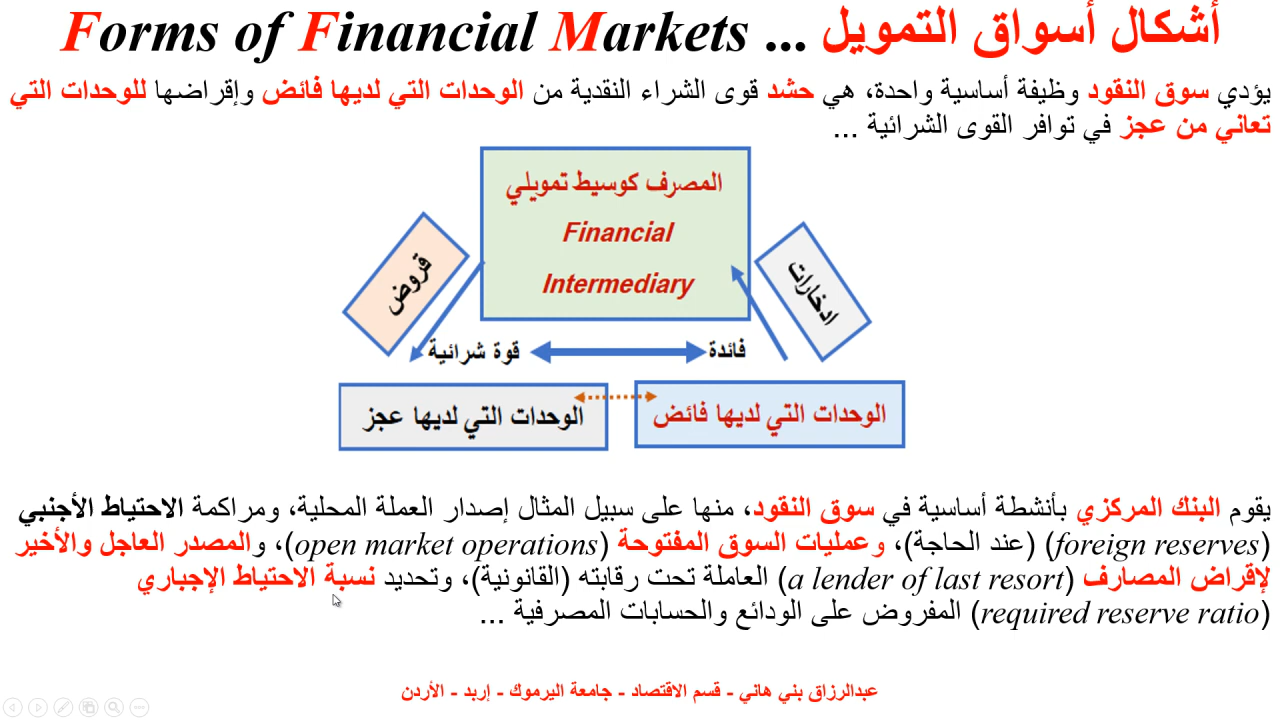 أشكال أسواق التمويل ... Forms of Financial Markets
يؤدي سوق النقود وظيفة أساسية واحدة، هي حشد قوى الشراء النقدية من الوحدات التي لديها فائض وإقراضها للوحدات التي
تعاني من عجز في توافر القوى الشرائية ...
المصرف كوسيط تمويلي
Financial
Intermediary
ادخارات
قروض
فائدة
قوة شرائية
الوحدات التي لديها فائض
الوحدات التي لديها عجز
يقوم البنك المركزي بأنشطة أساسية في سوق النقود، منها على سبيل المثال إصدار العملة المحلية، ومراكمة الاحتياط الأجنبي
(foreign reserves) (عند الحاجة)، وعمليات السوق المفتوحة (open market operations)، والمصدر العاجل والأخير
لإقراض المصارف (a lender of last resort) العاملة تحت رقابته (القانونية)، وتحديد نسبة الاحتياط الإجباري
(required reserve ratio) المفروض على الودائع والحسابات المصرفية ...
عبدالرزاق بني هاني - قسم الاقتصاد - جامعة اليرموك - إربد - الأردن